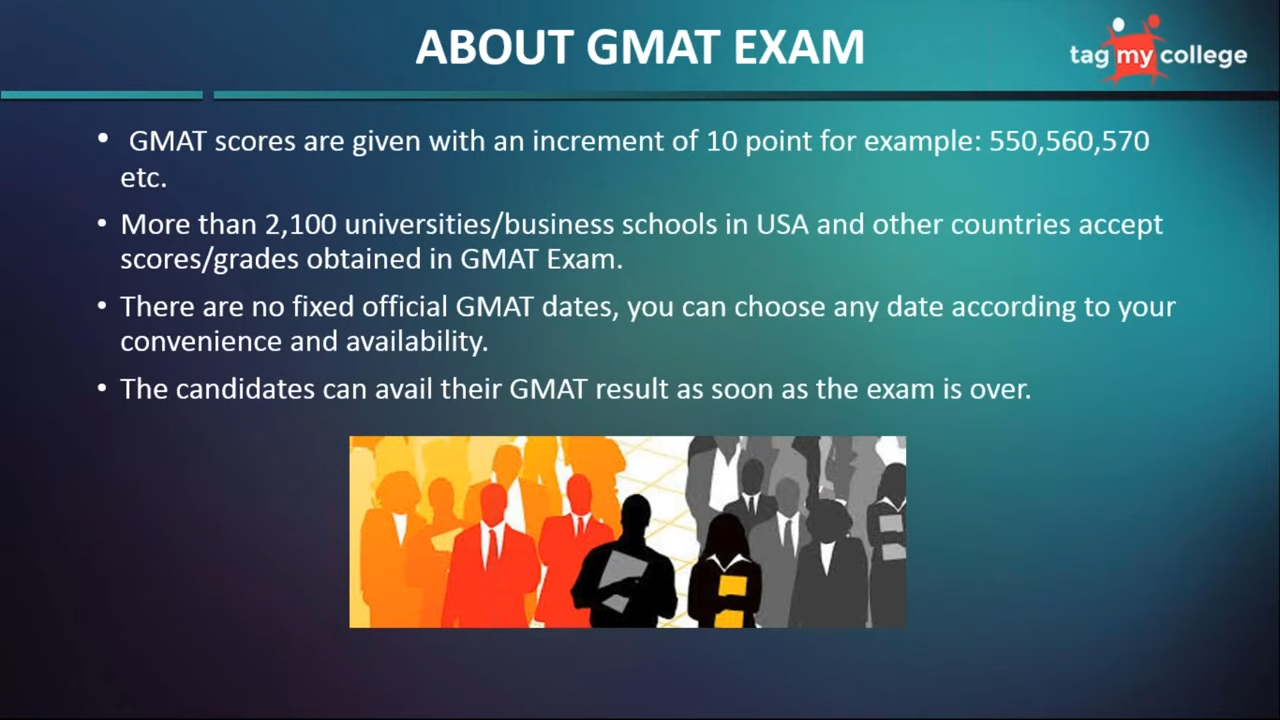 ABOUT GMAT EXAM
tag my college
• GMAT scores are given with an increment of 10 point for example: 550,560,570
etc.
• More than 2,100 universities/business schools in USA and other countries accept
scores/grades obtained in GMAT Exam.
• There are no fixed official GMAT dates, you can choose any date according to your
convenience and availability.
• The candidates can avail their GMAT result as soon as the exam is over.